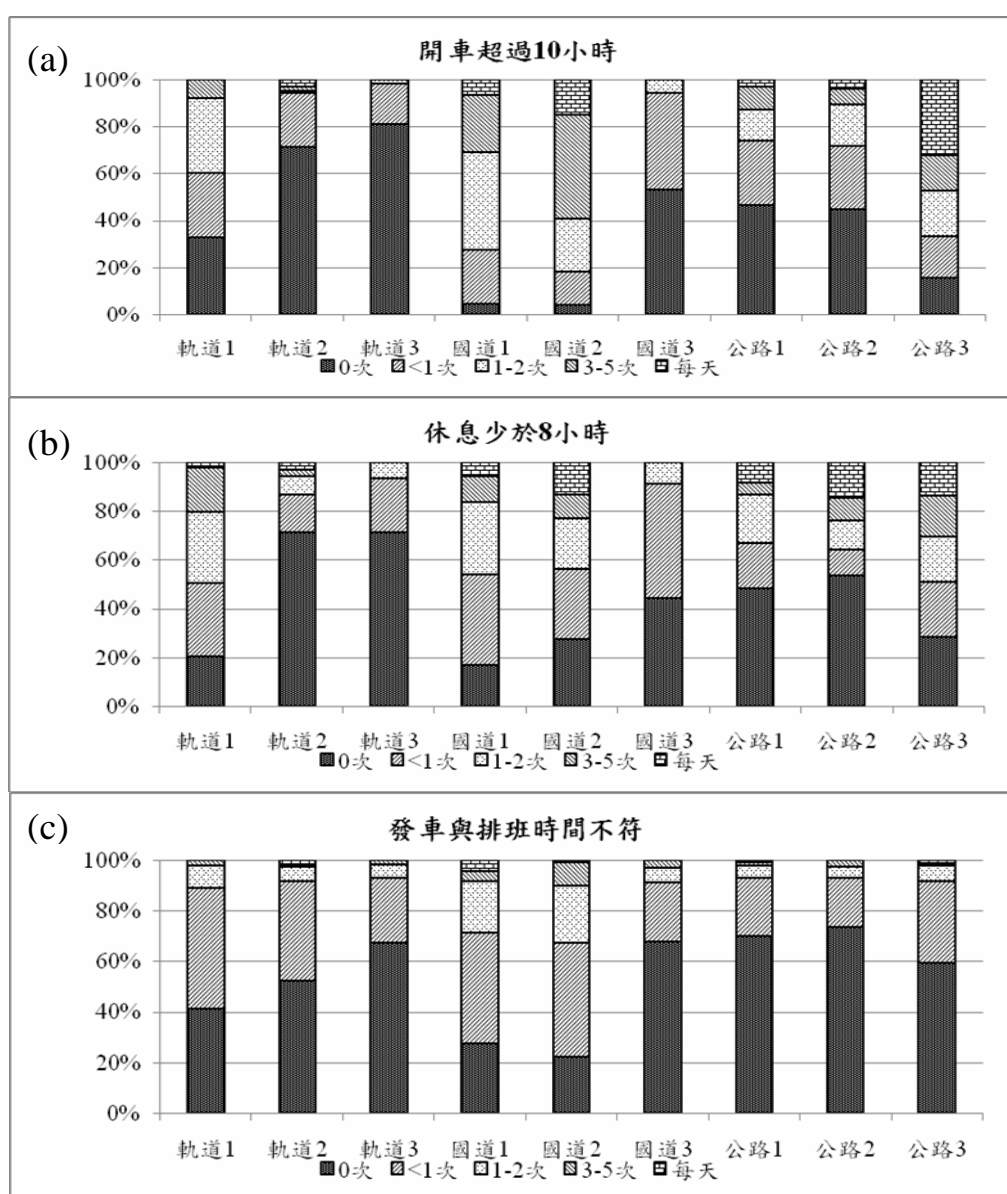 (a)
開車超過10小時
100%
80%
60%
40%
20%
0%
軌道1 軌道2 軌道3 國道1 國道2 國道3 公路1 公路2 公路3
0次 <1次 1-2次 3-5次 每天
(b)
休息少於8小時
100%
80%
60%
40%
20%
0%
軌道1 軌道2 軌道3 國道1 國道2 國道3 公路1 公路2 公路3
0次 <1次 1-2次 3-5次 每天
(c)
發車與排班時間不符
100%
80%
60%
40%
20%
0%
軌道1 軌道2 軌道3 國道1 國道2 國道3 公路1 公路2 公路3
0次 <1次 1-2次 3-5次 每天